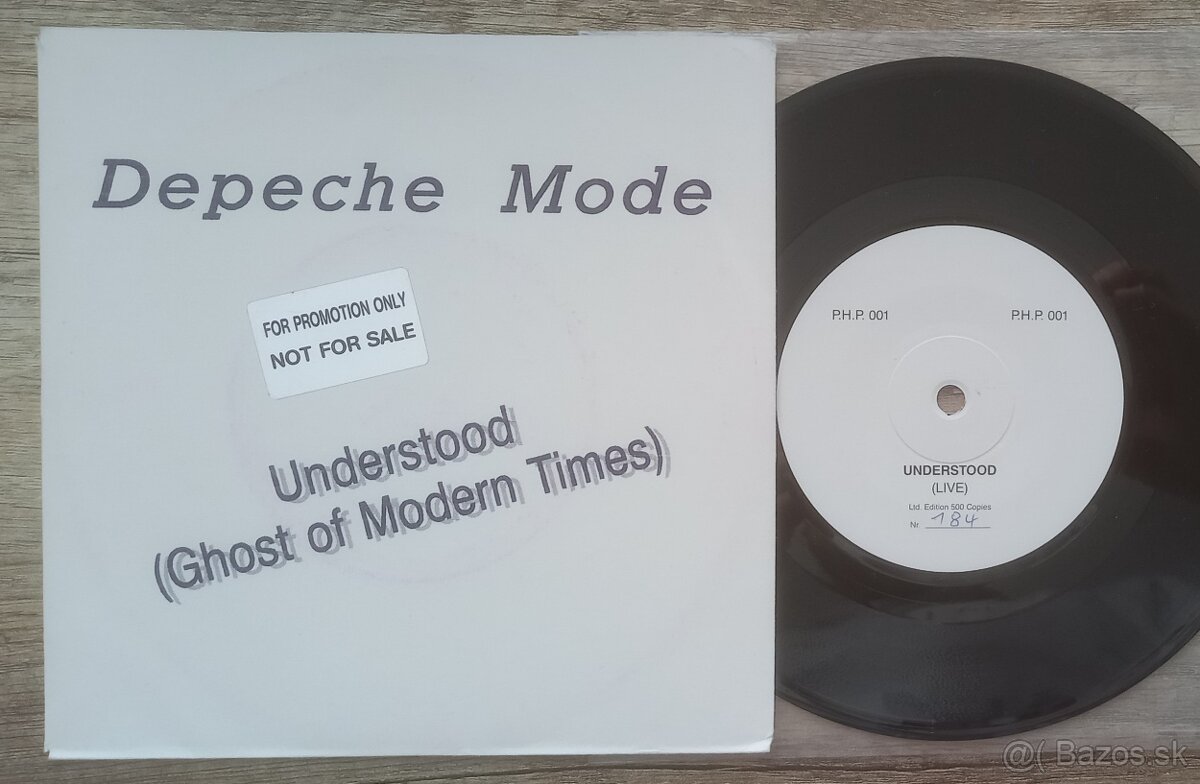 Depeche Mode
FOR PROMOTION ONLY
NOT FOR SALE
Understood
(Ghost of Modern Times)
P.H.P. 001 P.H.P. 001
UNDERSTOOD
(LIVE)
Ltd. Edition 500 Copies
Nr 184
@( Bazos.sk